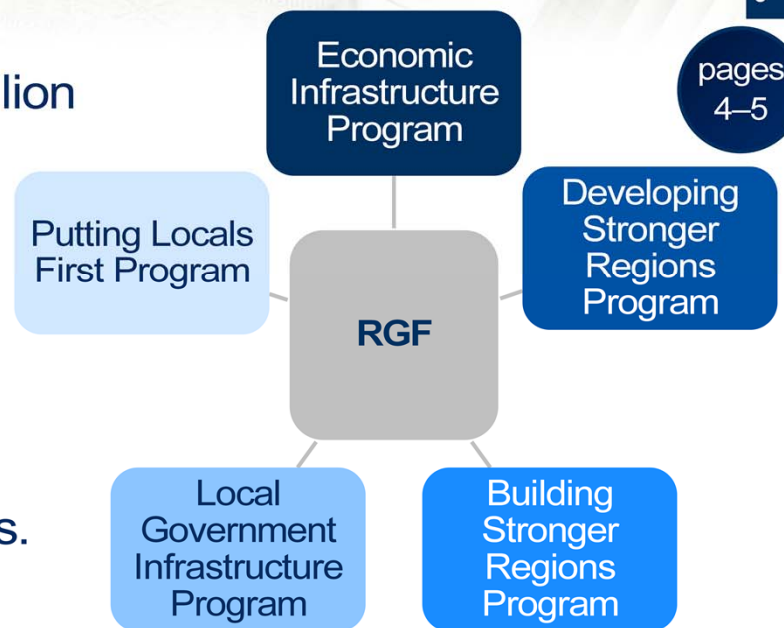 lion
Economic
Infrastructure
Program
pages
4–5
Putting Locals
First Program
Developing
Stronger
Regions
Program
RGF
s.
Local
Government
Infrastructure
Program
Building
Stronger
Regions
Program